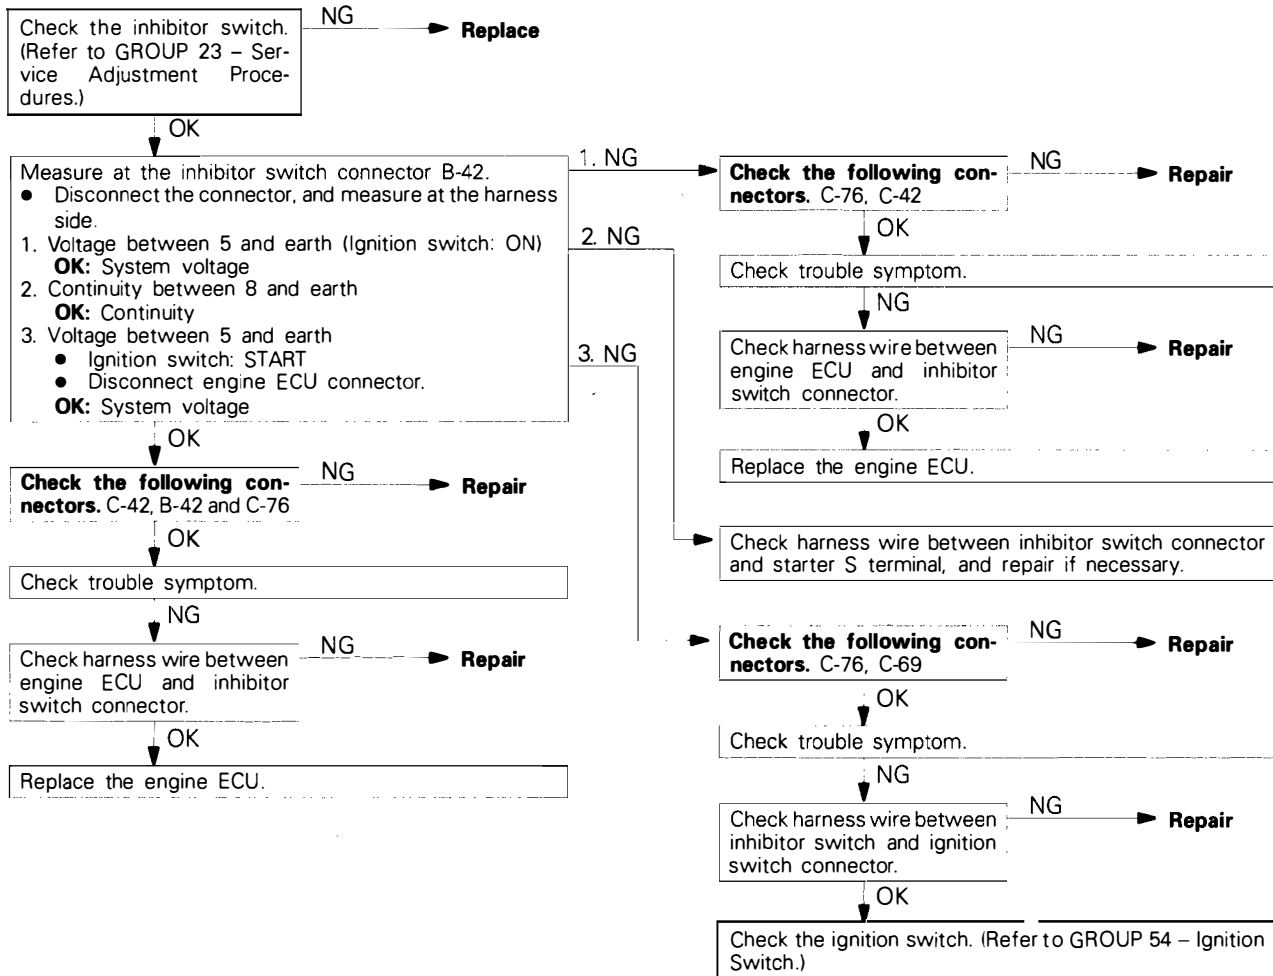 Check the inhibitor switch.
(Refer to GROUP 23 – Ser-
vice Adjustment Proce-
dures.)
NG
Replace
OK
Measure at the inhibitor switch connector B-42.
● Disconnect the connector, and measure at the harness
side.
1. Voltage between 5 and earth (Ignition switch: ON)
OK: System voltage
2. Continuity between 8 and earth
OK: Continuity
3. Voltage between 5 and earth
● Ignition switch: START
● Disconnect engine ECU connector.
OK: System voltage
OK
Check the following con-
nectors. C-42, B-42 and C-76
NG
Repair
OK
Check trouble symptom.
NG
Check harness wire between
engine ECU and inhibitor
switch connector.
NG
Repair
OK
Replace the engine ECU.
1. NG
Check the following con-
nectors. C-76, C-42
NG
Repair
OK
Check trouble symptom.
NG
Check harness wire between
engine ECU and inhibitor
switch connector.
NG
Repair
OK
Replace the engine ECU.
2. NG
Check harness wire between inhibitor switch connector
and starter S terminal, and repair if necessary.
3. NG
Check the following con-
nectors. C-76, C-69
NG
Repair
OK
Check trouble symptom.
NG
Check harness wire between
inhibitor switch and ignition
switch connector.
NG
Repair
OK
Check the ignition switch. (Refer to GROUP 54 – Ignition
Switch.)